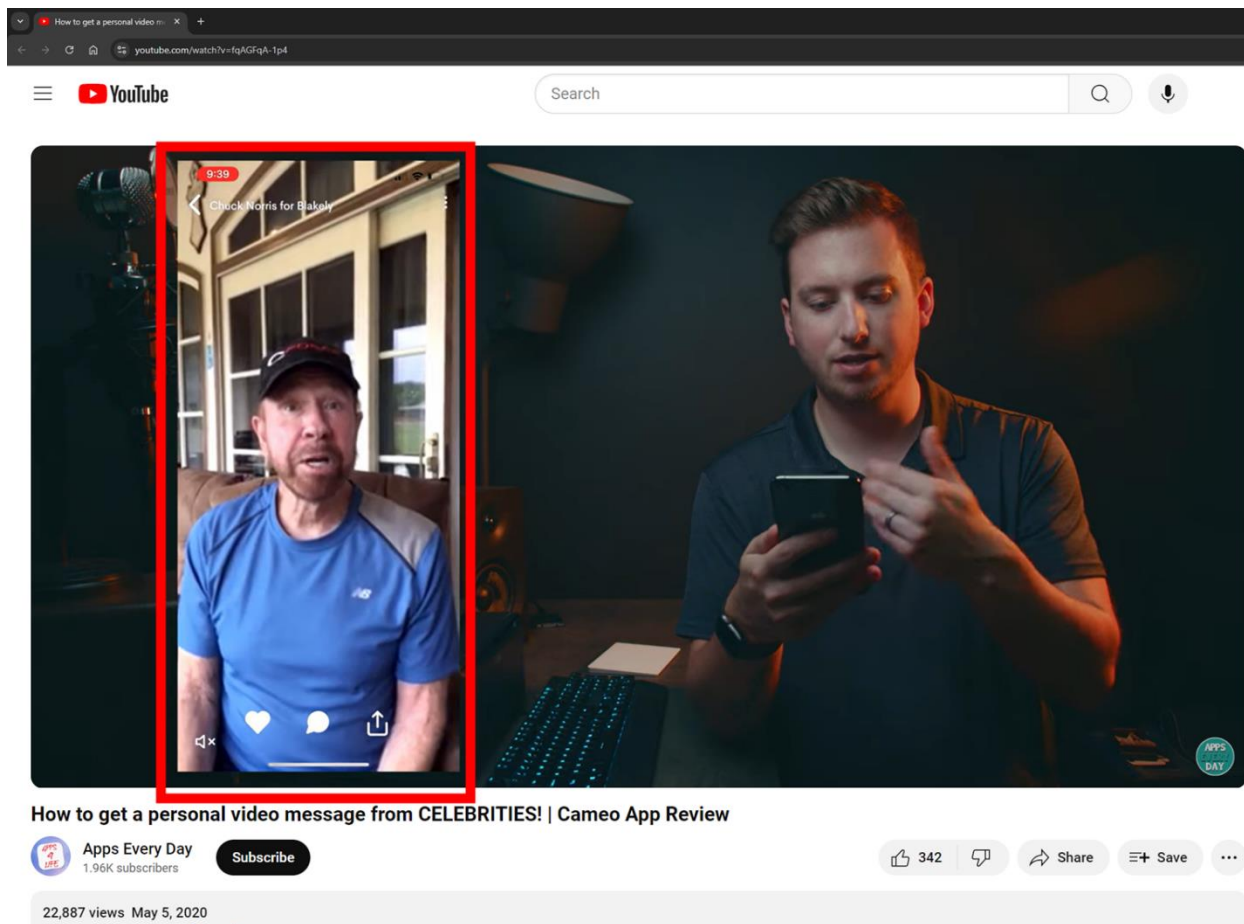 How to get a personal video m
youtube.com/watch?v=fqAGFqA-1p4
YouTube
Search
9:39
Chuck Norris for Blakely
APPS
EVERY
DAY
How to get a personal video message from CELEBRITIES! | Cameo App Review
Apps Every Day
1.96K subscribers
Subscribe
342
Share
Save
22,887 views May 5, 2020